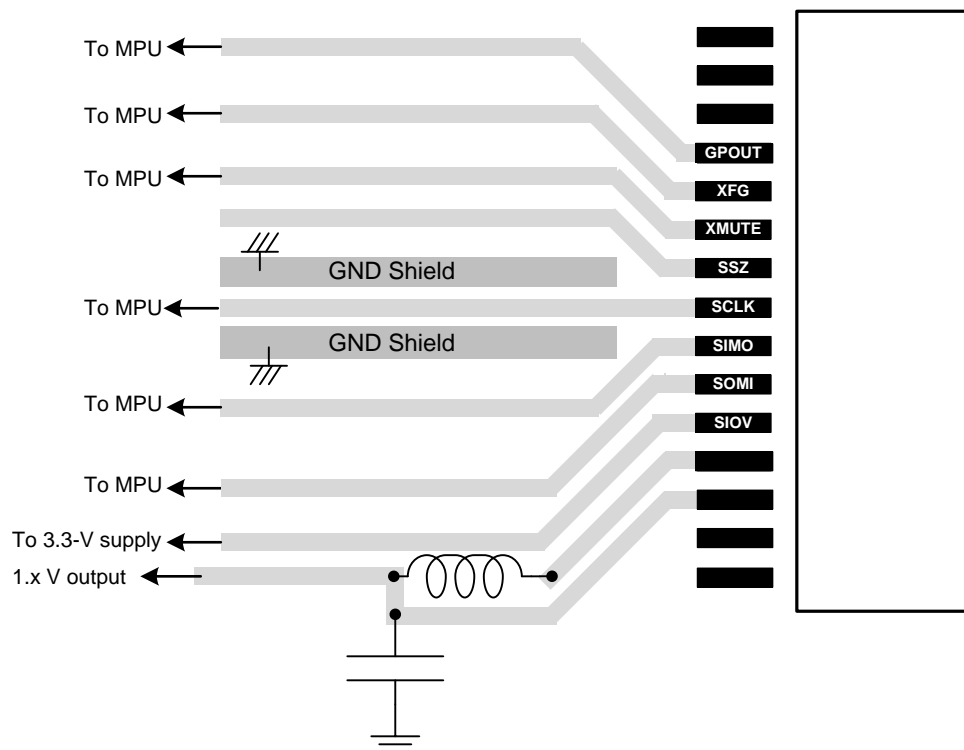 To MPU
GPOUT
To MPU
XFG
To MPU
XMUTE
SSZ
GND Shield
To MPU
SCLK
GND Shield
SIMO
To MPU
SOMI
SIOV
To MPU
To 3.3-V supply
1.x V output